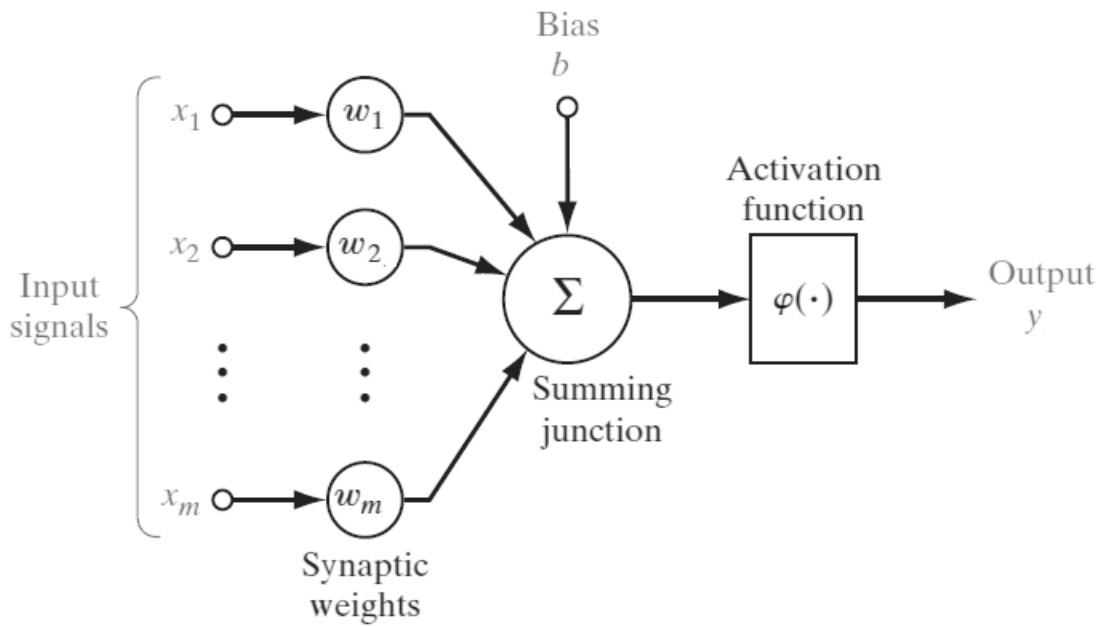 Bias
b
x1
w1
Activation
function
x2
w2
Input
signals
Σ
φ(·)
Output
y
Summing
junction
xm
wm
Synaptic
weights